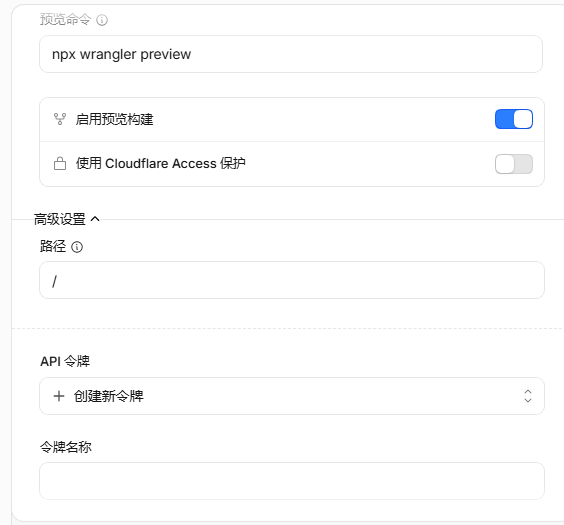 预览命令
npx wrangler preview
启用预览构建
使用 Cloudflare Access 保护
高级设置
路径
/
API 令牌
创建新令牌
令牌名称